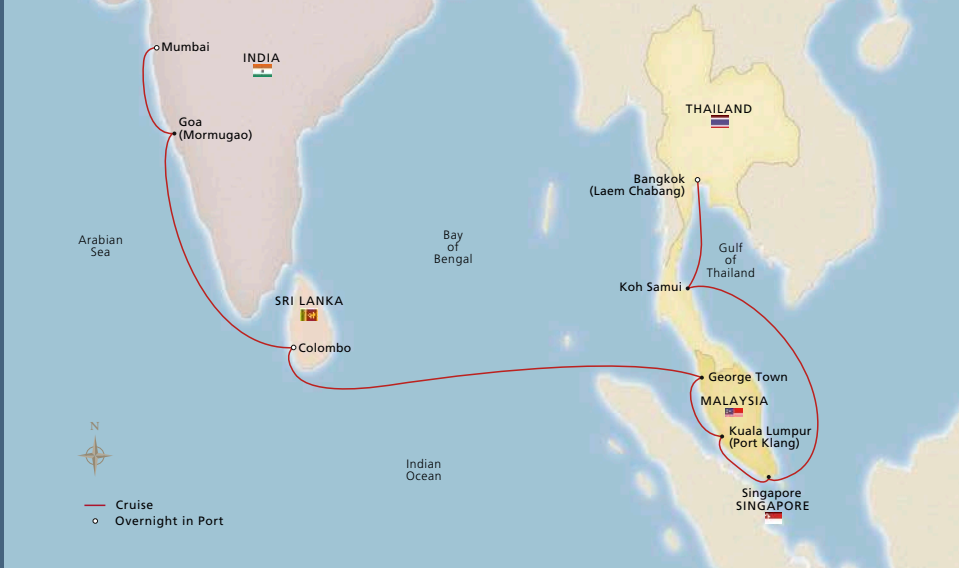 Mumbai
INDIA
Goa
(Mormugao)
THAILAND
Bangkok
(Laem Chabang)
Arabian
Sea
Bay
of
Bengal
Gulf
of
Thailand
Koh Samui
SRI LANKA
Colombo
George Town
MALAYSIA
Kuala Lumpur
(Port Klang)
Indian
Ocean
Singapore
SINGAPORE
N
Cruise
Overnight in Port